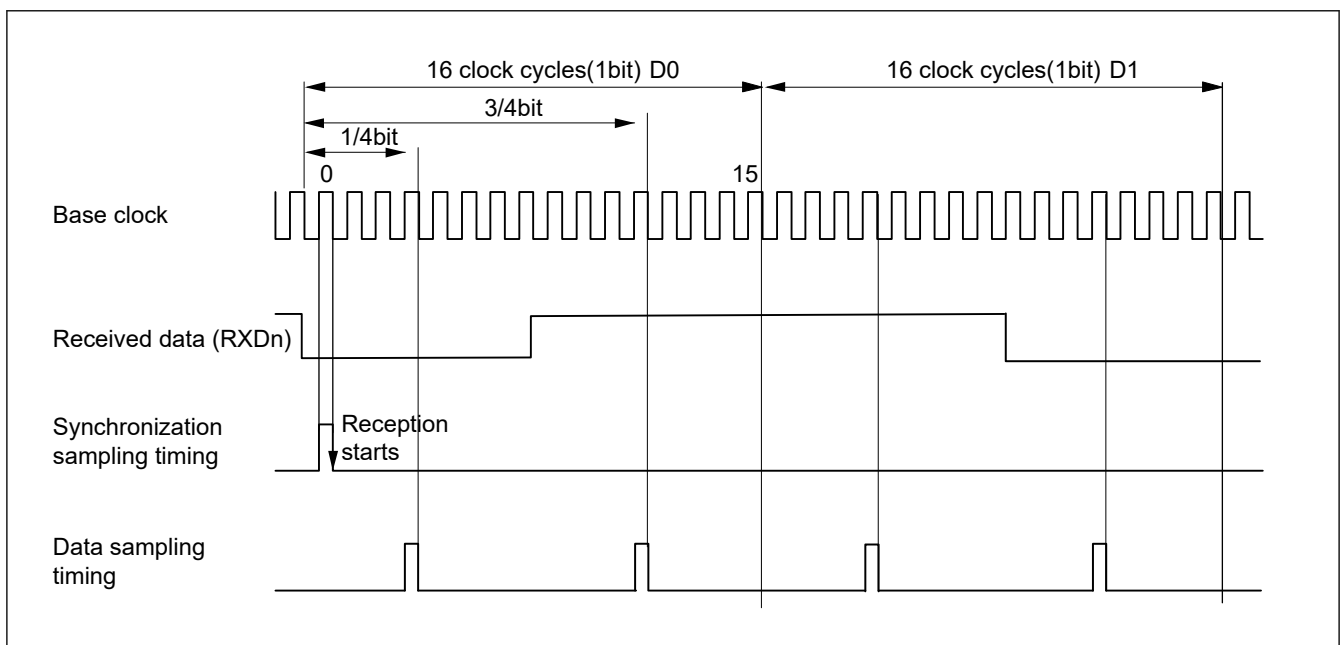 16 clock cycles(1bit) D0
16 clock cycles(1bit) D1
3/4bit
1/4bit
0
15
Base clock
Received data (RXDn)
Synchronization
sampling timing
Reception
starts
Data sampling
timing